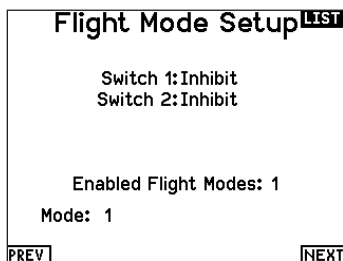 Flight Mode Setup LIST
Switch 1: Inhibit
Switch 2: Inhibit
Enabled Flight Modes: 1
Mode: 1
PREV NEXT